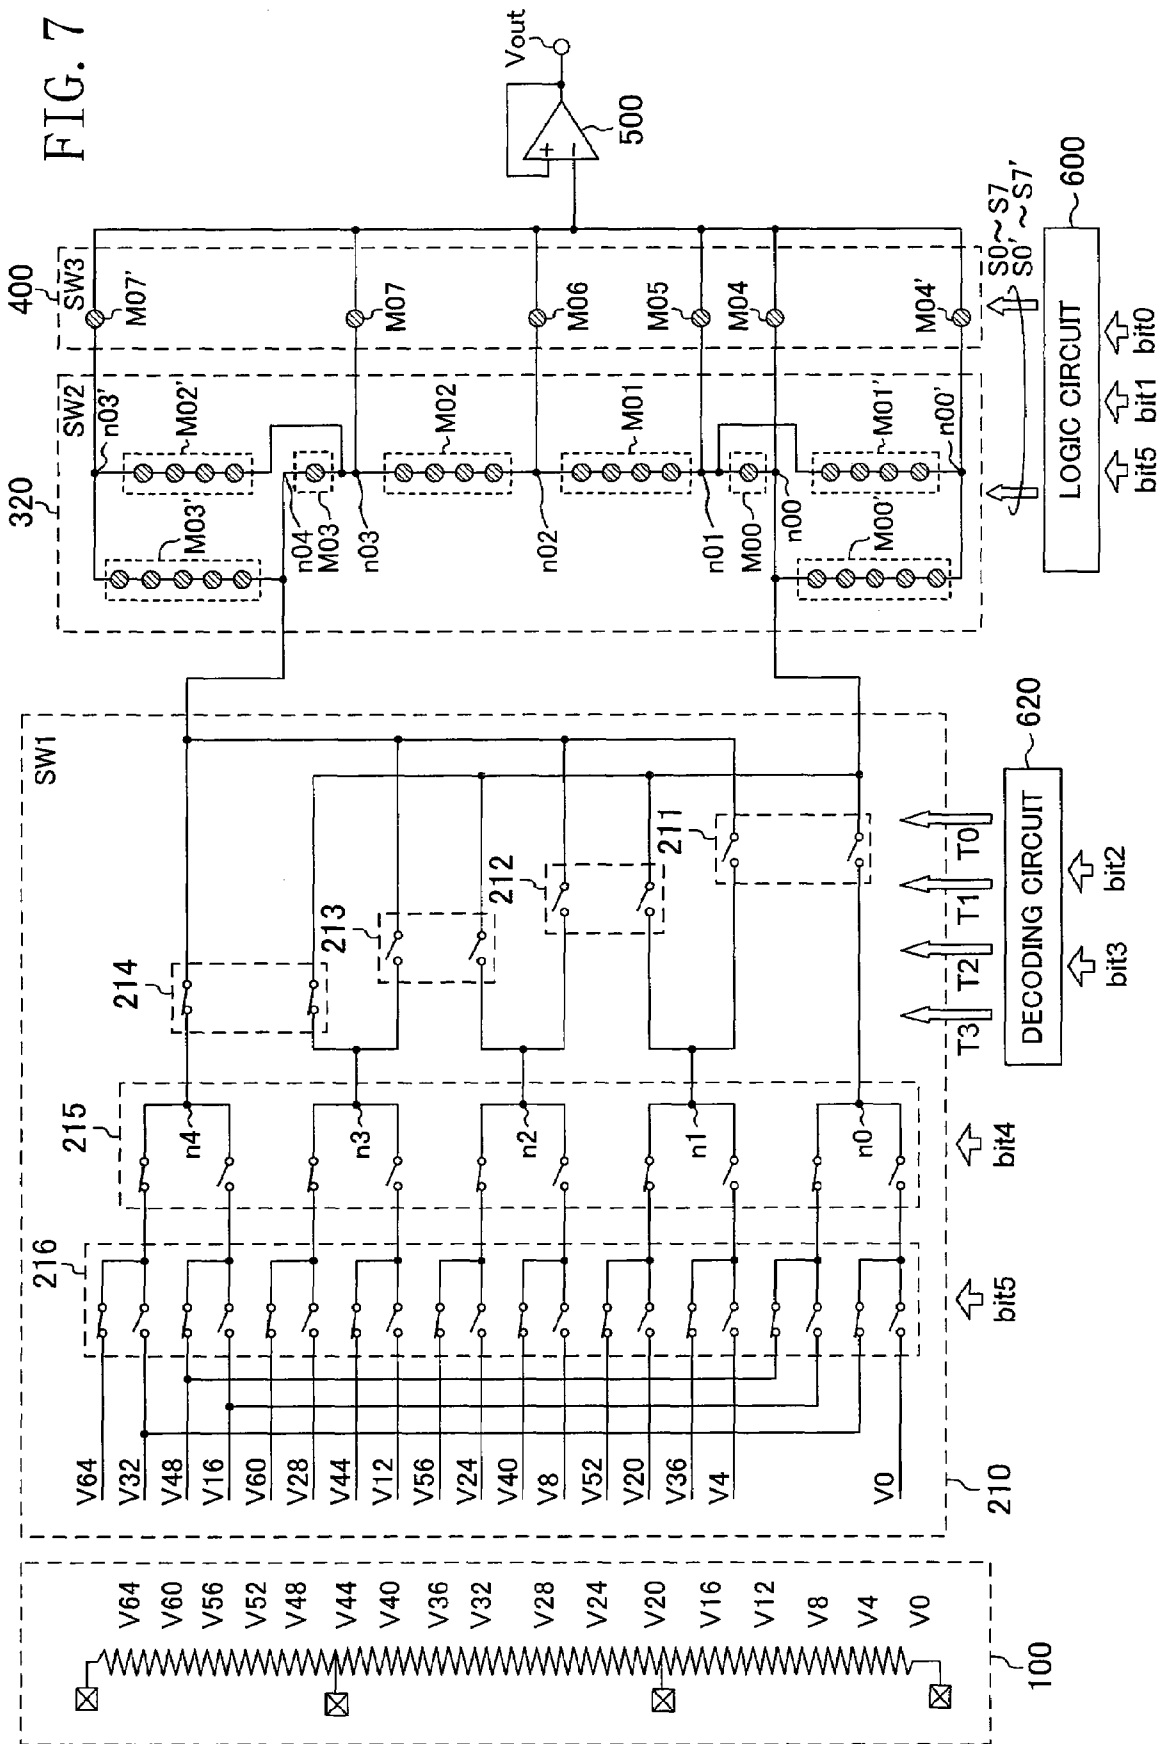 FIG. 7
100
V64
V60
V56
V52
V48
V44
V40
V36
V32
V28
V24
V20
V16
V12
V8
V4
V0
210
SW1
V64
V32
V48
V16
V60
V28
V44
V12
V56
V24
V40
V8
V52
V20
V36
V4
V0
216
bit5
215
bit4
n4
n3
n2
n1
n0
214
213
212
211
T3
T2
T1
T0
DECODING CIRCUIT
620
bit3
bit2
320
SW2
n03'
M03'
M02'
n04
M03
n03
M02
n02
M01
n01
M00
n00
M00'
M01'
n00'
400
SW3
M07'
M07
M06
M05
M04
M04'
S0~S7
S0'~S7'
LOGIC CIRCUIT
600
bit5
bit1
bit0
+
−
500
Vout